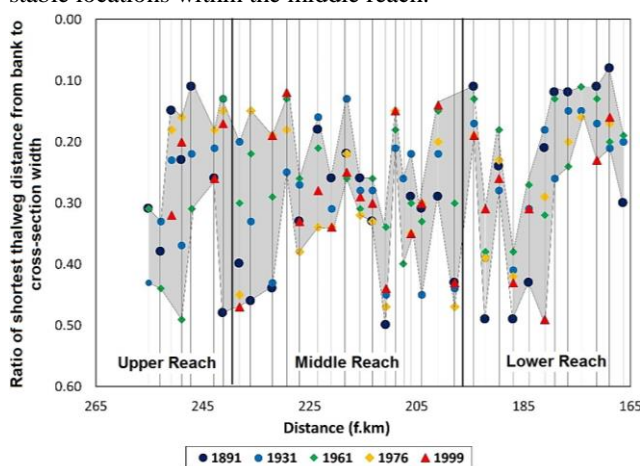 stable locations within the middle reach.
Ratio of shortest thalweg distance from bank to
cross-section width
0.00
0.10
0.20
0.30
0.40
0.50
0.60
Upper Reach
Middle Reach
Lower Reach
265
245
225
205
185
165
Distance (f.km)
1891
1931
1961
1976
1999